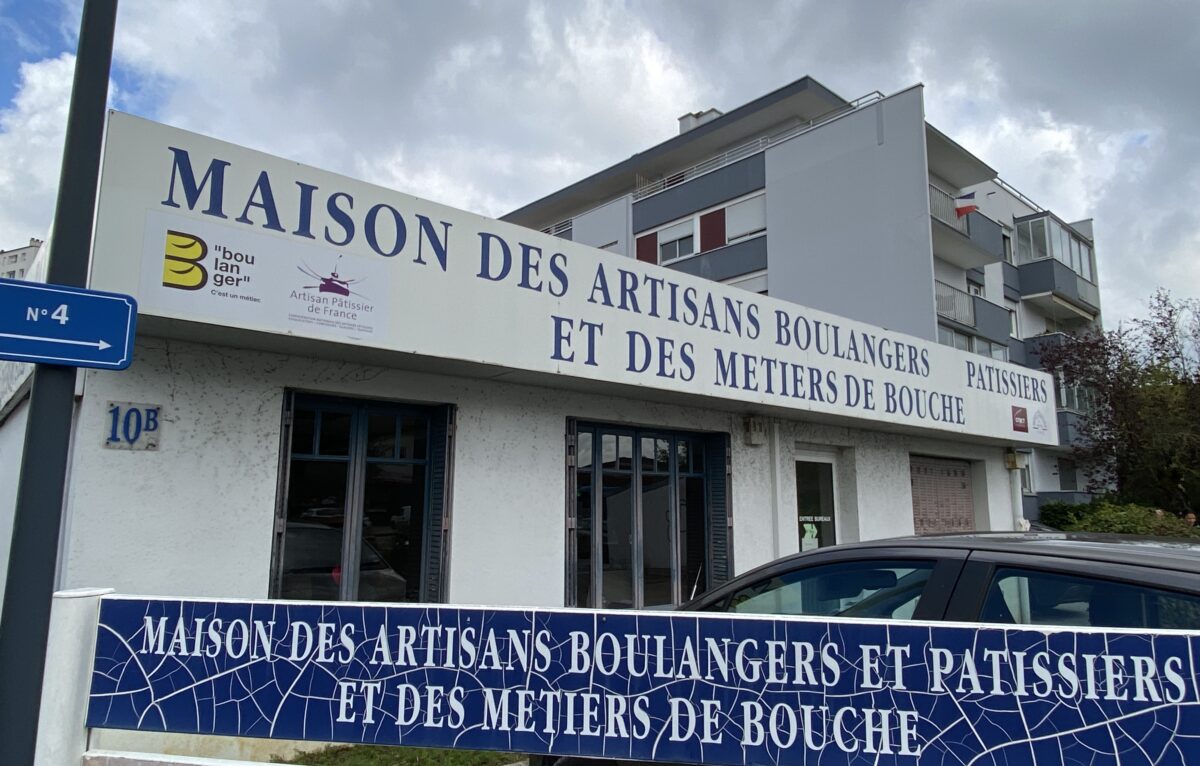 MAISON DES ARTISANS BOULANGERS PATISSIERS
ET DES METIERS DE BOUCHE
"bou
lan
ger"
C'est un métier
Artisan Pâtissier
de France
N°4
10B
ENTREE BUREAUX
MAISON DES ARTISANS BOULANGERS ET PATISSIERS
ET DES METIERS DE BOUCHE